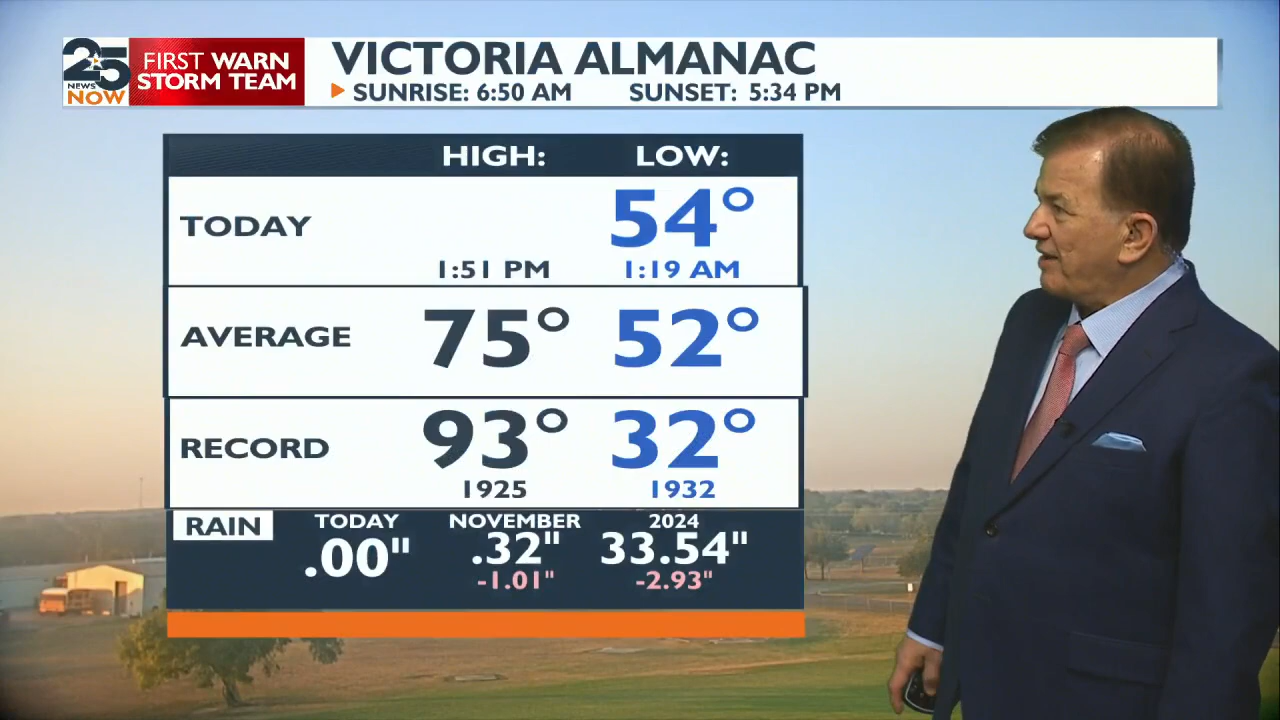 25
NEWS
NOW
FIRST WARN
STORM TEAM
VICTORIA ALMANAC
SUNRISE: 6:50 AM SUNSET: 5:34 PM
HIGH: LOW:
TODAY 54°
1:51 PM 1:19 AM
AVERAGE 75° 52°
RECORD 93° 32°
1925 1932
RAIN TODAY NOVEMBER 2024
.00" .32" 33.54"
-1.01" -2.93"